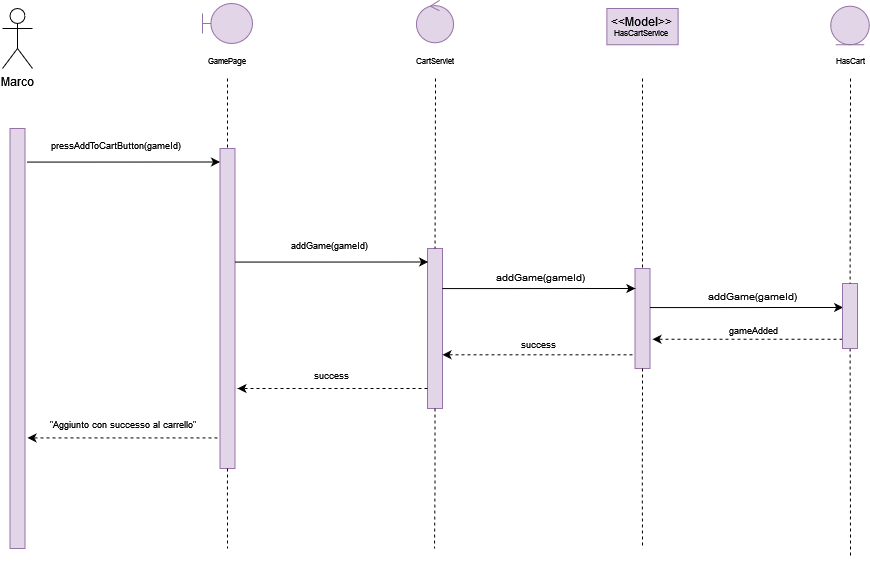 <<Model>>
HasCartService
GamePage
CartServlet
HasCart
Marco
pressAddToCartButton(gameId)
addGame(gameId)
addGame(gameId)
addGame(gameId)
gameAdded
success
success
"Aggiunto con successo al carrello"